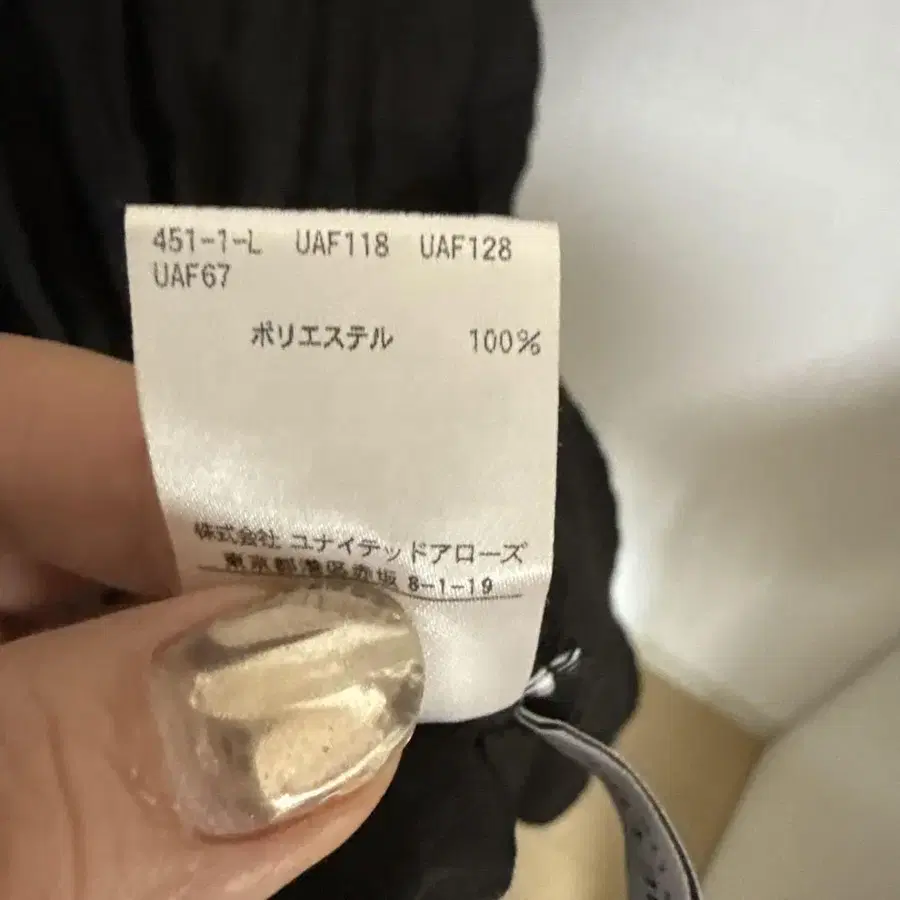 451-1-L UAF118 UAF128
UAF67
ポリエステル 100%
株式会社 ユナイテッドアローズ
東京都港区赤坂 8-1-19